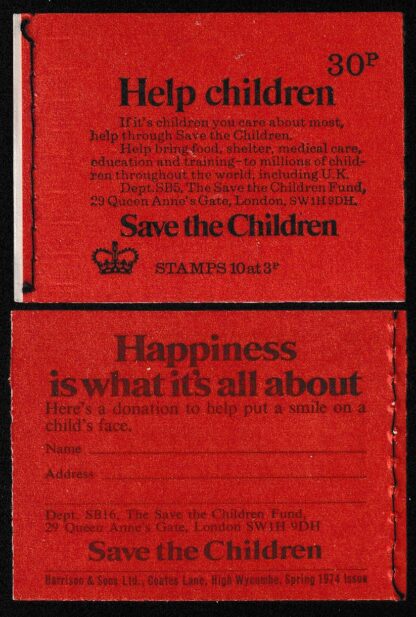 30P
Help children
If it's children you care about most,
help through Save the Children.
Help bring food, shelter, medical care,
education and training–to millions of child-
ren throughout the world, including U.K.
Dept. SB5, The Save the Children Fund,
29 Queen Anne's Gate, London, SW1H 9DH.
Save the Children
STAMPS 10 at 3P
Happiness
is what it's all about
Here's a donation to help put a smile on a
child's face.
Name
Address
Dept. SB16, The Save the Children Fund,
29 Queen Anne's Gate, London SW1H 9DH
Save the Children
Harrison & Sons Ltd., Coates Lane, High Wycombe, Spring 1974 Issue